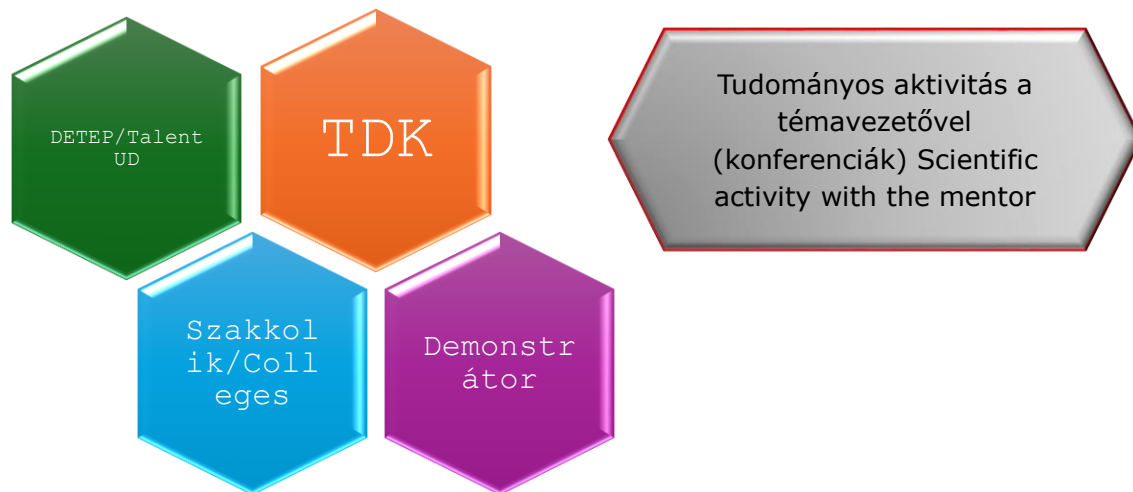 DETEP/Talent
UD
TDK
Tudományos aktivitás a
témavezetővel
(konferenciák) Scientific
activity with the mentor
Szakkol
ik/Coll
eges
Demonstr
átor